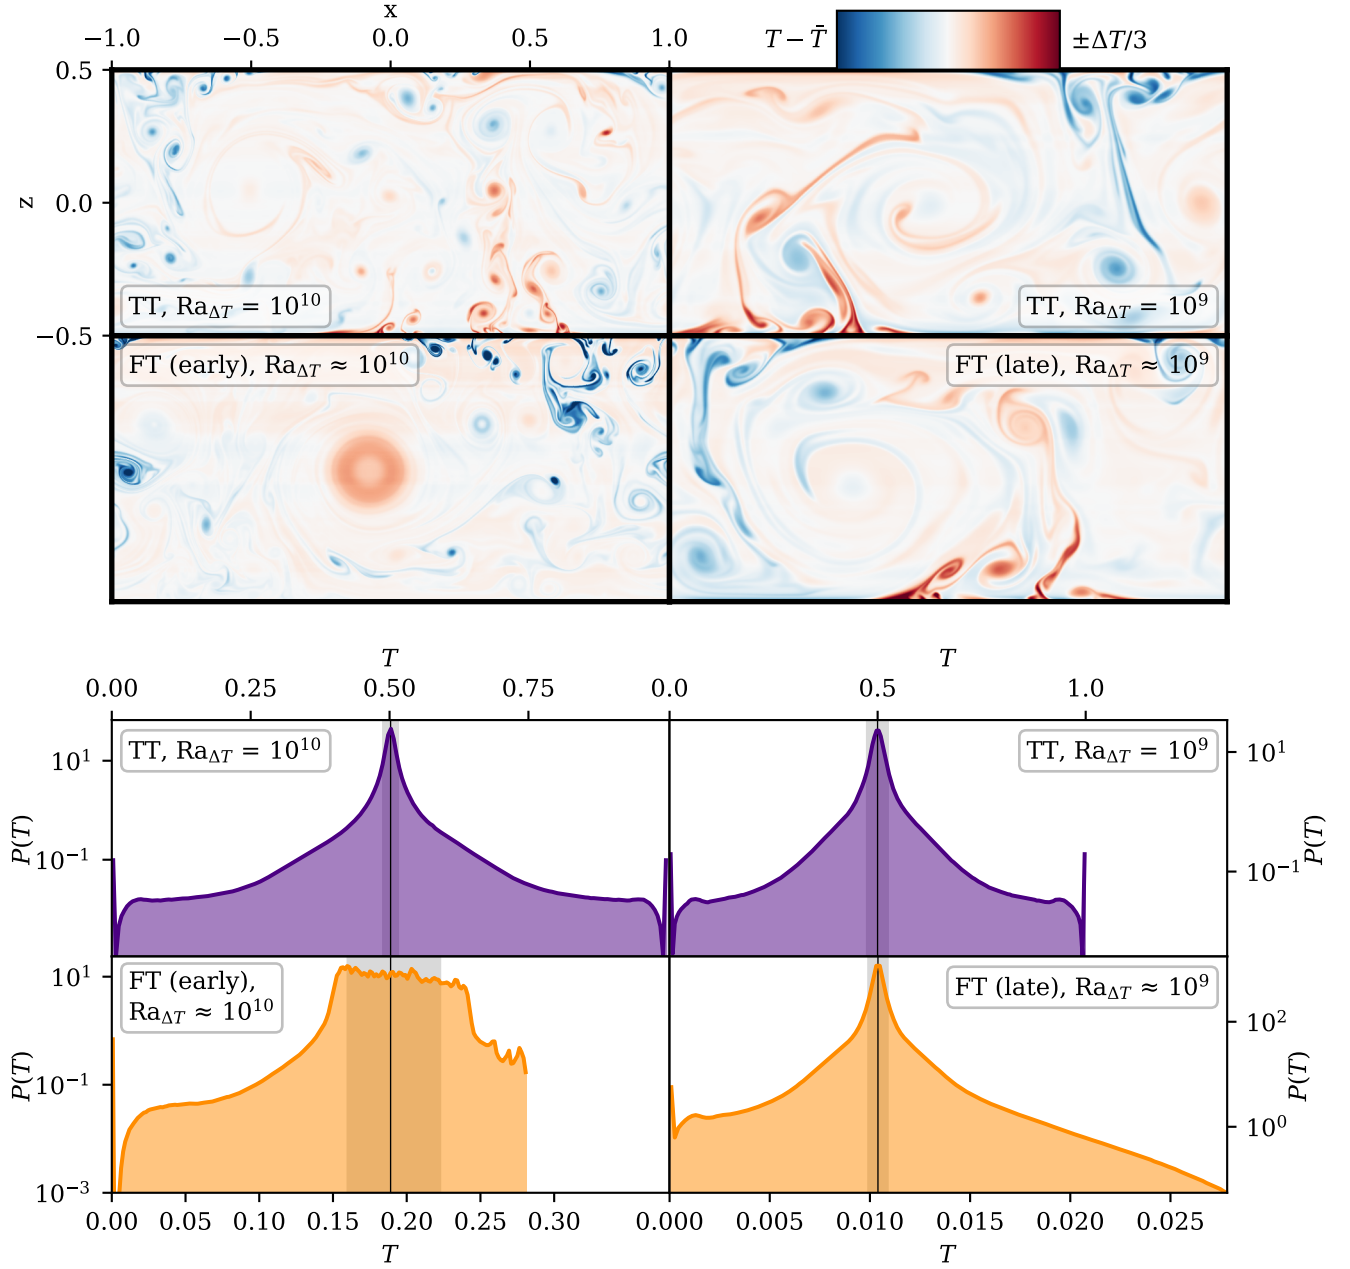 x
−1.0 −0.5 0.0 0.5 1.0
T − T̄ ±ΔT/3
0.5
z 0.0
−0.5
TT, Ra_ΔT = 10^10
TT, Ra_ΔT = 10^9
FT (early), Ra_ΔT ≈ 10^10
FT (late), Ra_ΔT ≈ 10^9
T T
0.00 0.25 0.50 0.75 0.0 0.5 1.0
TT, Ra_ΔT = 10^10
TT, Ra_ΔT = 10^9
10^1 10^1
P(T) 10^−1 10^−1 P(T)
FT (early),
Ra_ΔT ≈ 10^10
FT (late), Ra_ΔT ≈ 10^9
10^1 10^2
P(T) 10^−1 10^0 P(T)
10^−3
0.00 0.05 0.10 0.15 0.20 0.25 0.30 0.000 0.005 0.010 0.015 0.020 0.025
T T